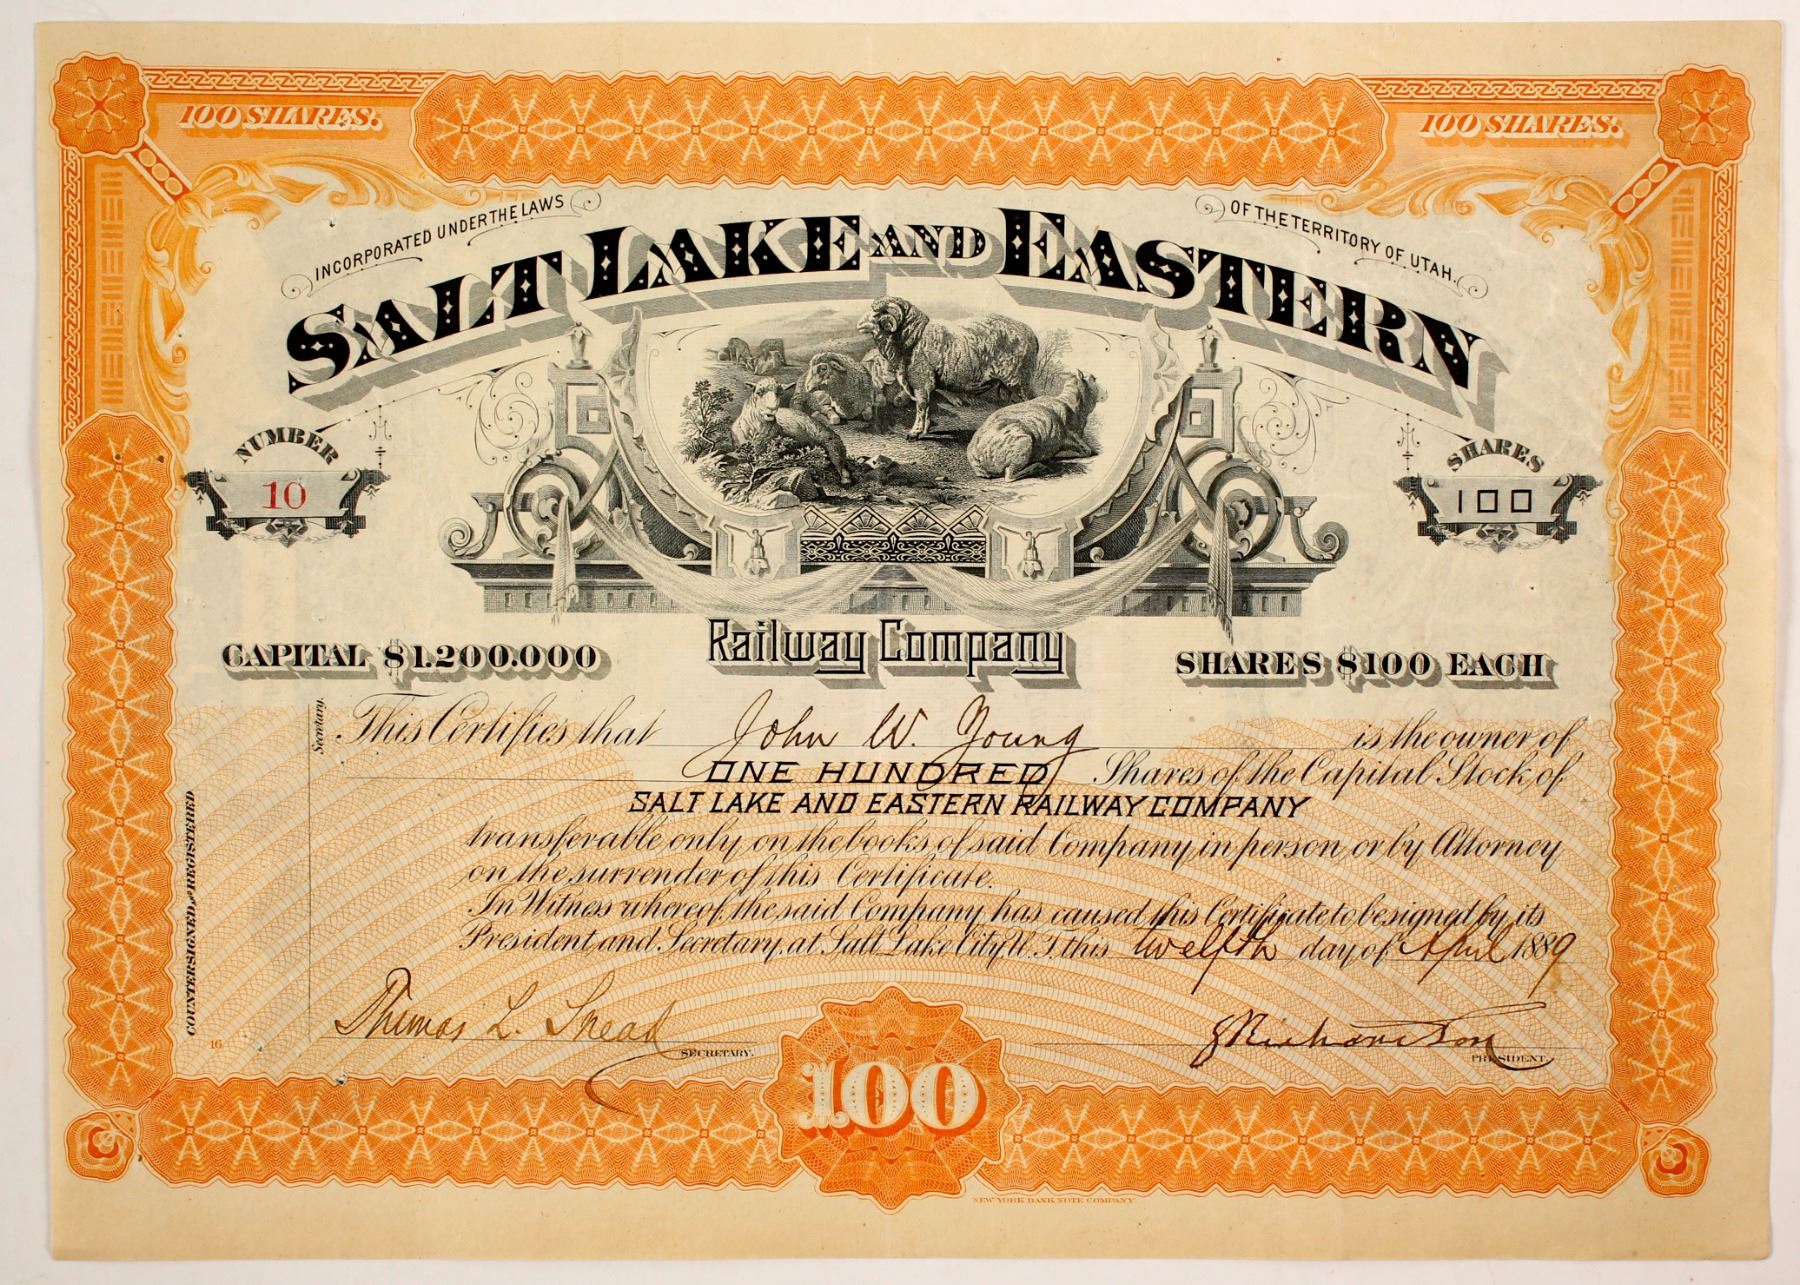 100 SHARES.
100 SHARES.
INCORPORATED UNDER THE LAWS
OF THE TERRITORY OF UTAH.
SALT LAKE AND EASTERN
NUMBER
10
SHARES
100
CAPITAL $1.200.000
Railway Company
SHARES $100 EACH
This Certifies that John W. Young is the owner of
ONE HUNDRED Shares of the Capital Stock of
SALT LAKE AND EASTERN RAILWAY COMPANY
transferable only on the books of said Company in person or by Attorney
on the surrender of this Certificate.
In Witness whereof the said Company has caused this Certificate to be signed by its
President and Secretary, at Salt Lake City, U.T. this twelfth day of April 1889
COUNTERSIGNED AND REGISTERED
Secretary.
16
Thomas L. Snead
SECRETARY.
J Richardson
PRESIDENT.
100
NEW YORK BANK NOTE COMPANY.